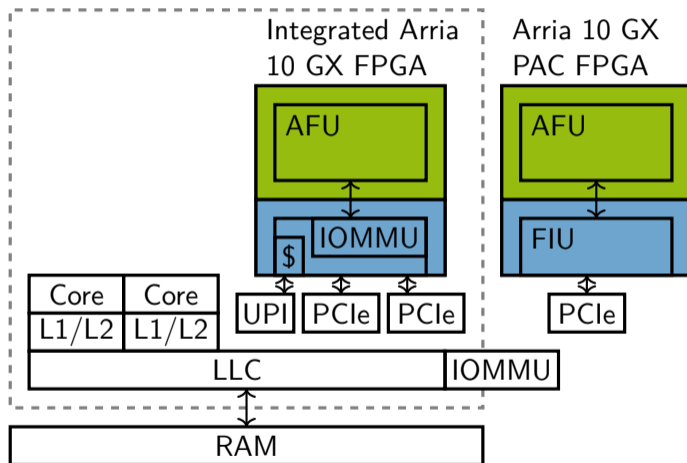 Integrated Arria
10 GX FPGA
Arria 10 GX
PAC FPGA
AFU
AFU
IOMMU
$
FIU
UPI
PCIe
PCIe
PCIe
Core
Core
L1/L2
L1/L2
LLC
IOMMU
RAM